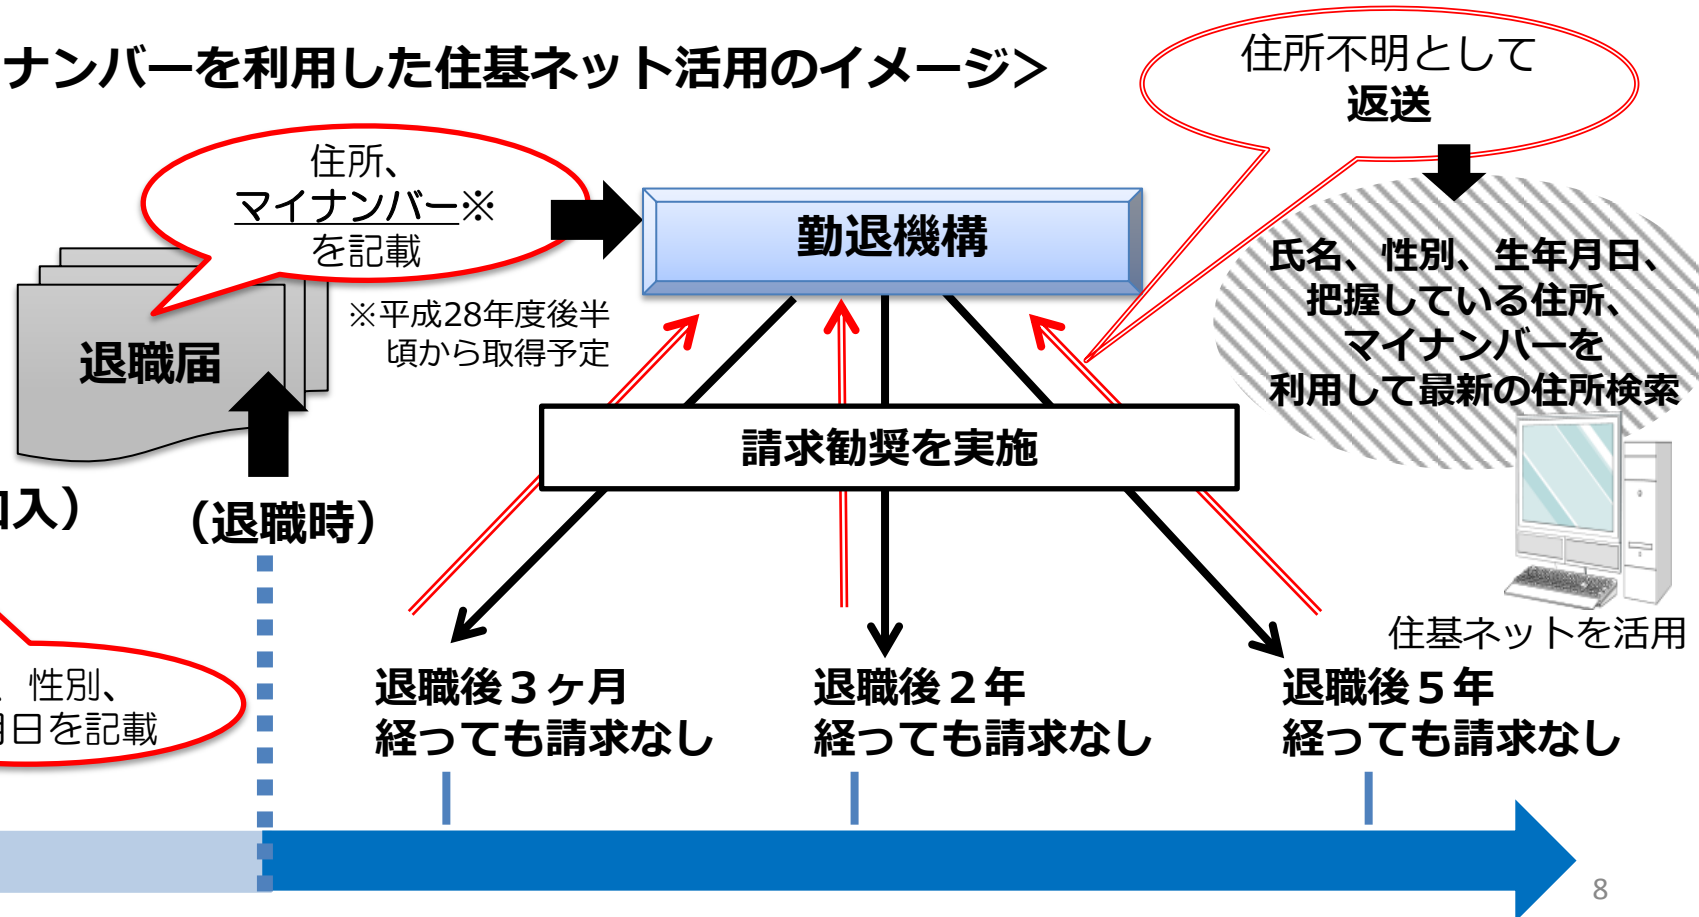 ナンバーを利用した住基ネット活用のイメージ＞
住所不明として
返送
住所、
マイナンバー※
を記載
勤退機構
氏名、性別、生年月日、
把握している住所、
マイナンバーを
利用して最新の住所検索
※平成28年度後半
頃から取得予定
退職届
請求勧奨を実施
入）
（退職時）
住基ネットを活用
、性別、
月日を記載
退職後３ヶ月
経っても請求なし
退職後２年
経っても請求なし
退職後５年
経っても請求なし
8